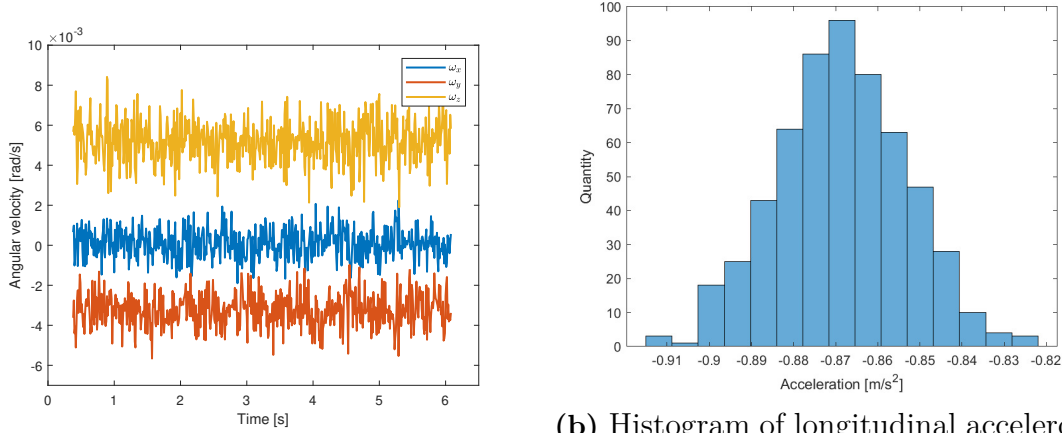 ×10⁻³
10
8
6
4
2
0
-2
-4
-6
Angular velocity [rad/s]
0 1 2 3 4 5 6
Time [s]
ωx
ωy
ωz
100
90
80
70
60
50
40
30
20
10
0
Quantity
-0.91 -0.9 -0.89 -0.88 -0.87 -0.86 -0.85 -0.84 -0.83 -0.82
Acceleration [m/s²]
(b) Histogram of longitudinal acceler